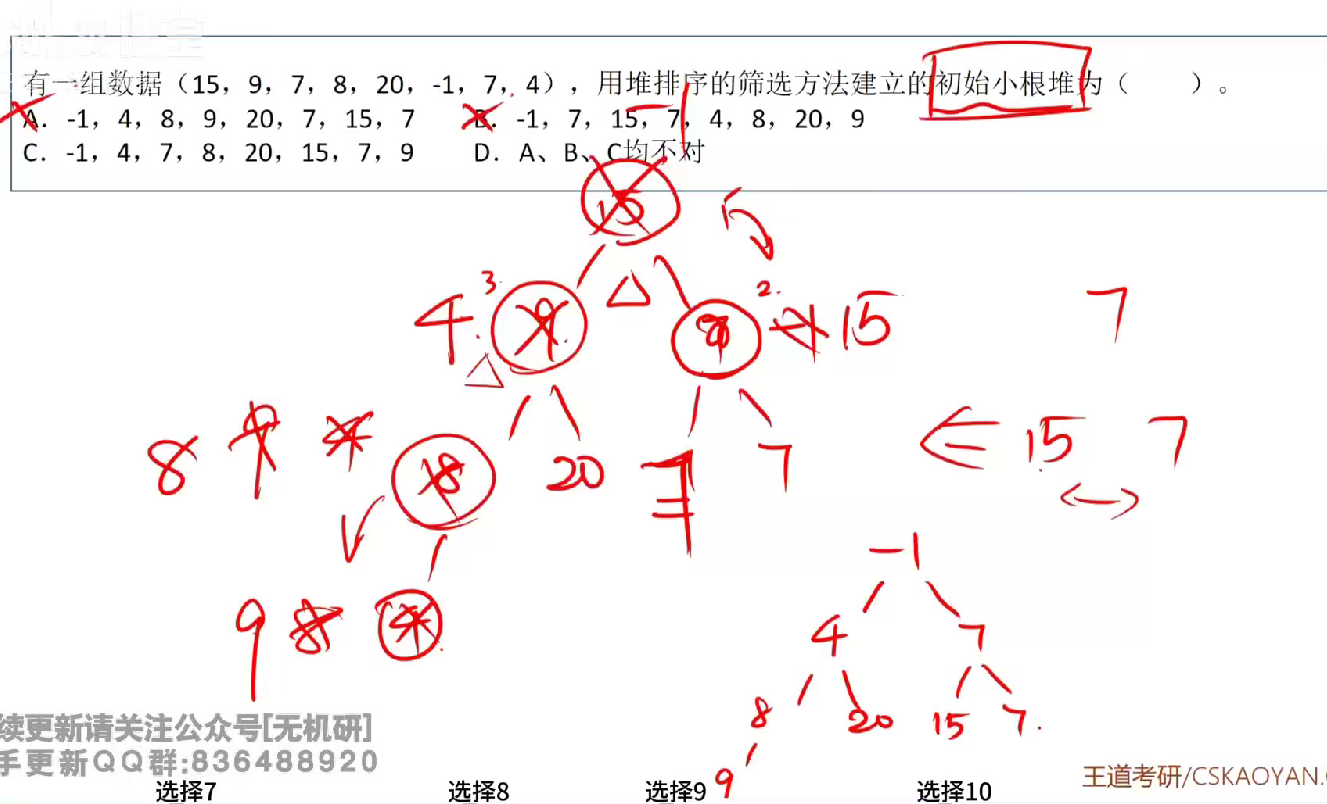 有一组数据（15，9，7，8，20，-1，7，4），用堆排序的筛选方法建立的初始小根堆为（ ）。
A. -1，4，8，9，20，7，15，7 B. -1，7，15，7，4，8，20，9
C. -1，4，7，8，20，15，7，9 D. A、B、C均不对
-1
15
4 3 9 2 15 7
8 9 4 8 20 7 15 7
9 8 4
-1
4 7
8 20 15 7
9
续更新请关注公众号[无机研]
手更新QQ群:836488920
王道考研/CSKAOYAN.
选择7 选择8 选择9 选择10